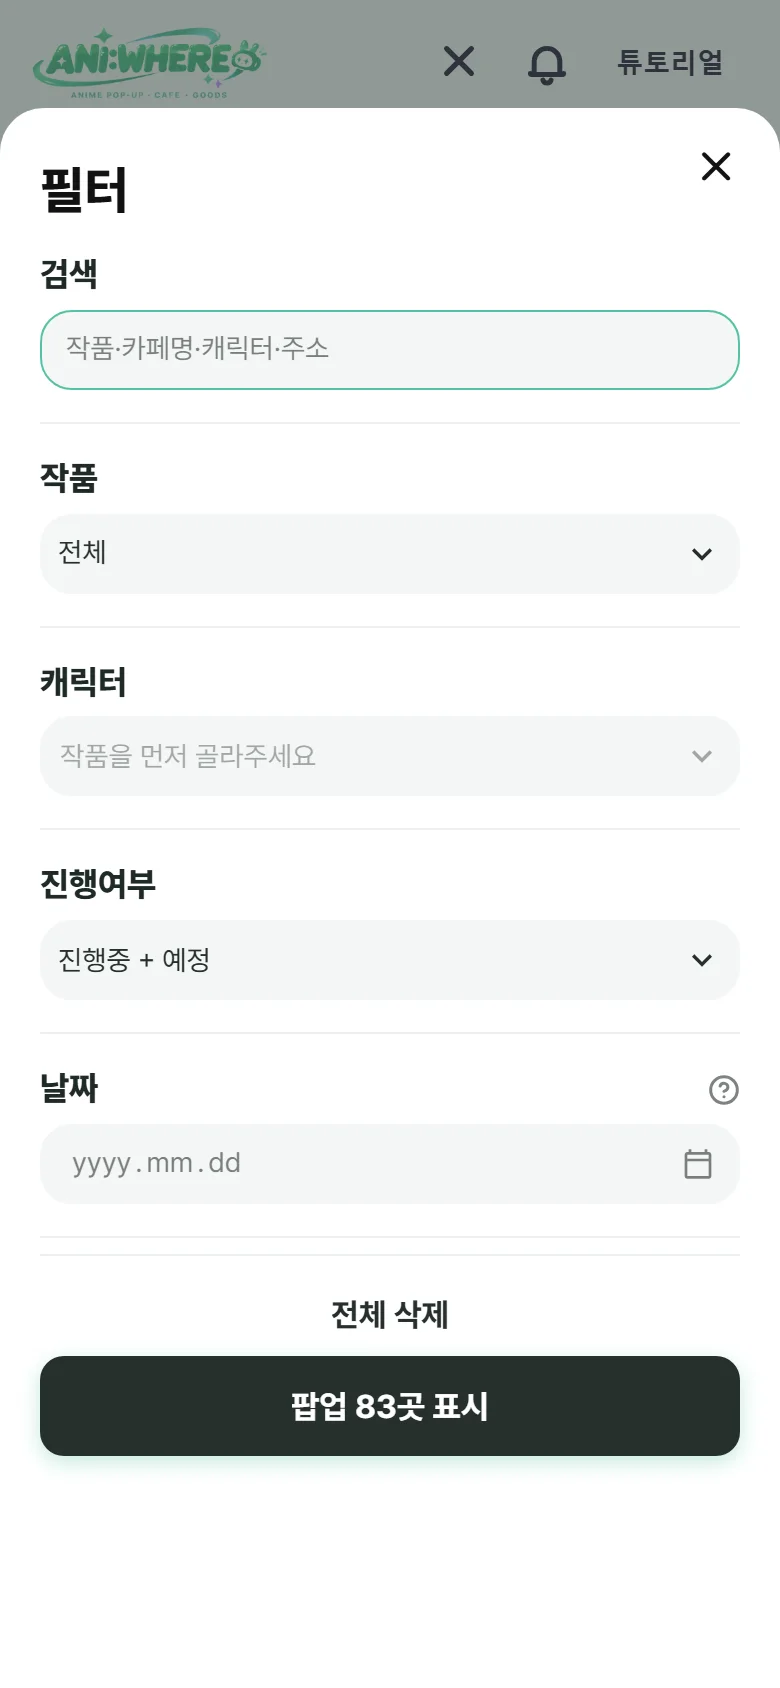 ANI:WHERE
ANIME POP-UP · CAFE · GOODS
튜토리얼
필터
검색
작품·카페명·캐릭터·주소
작품
전체
캐릭터
작품을 먼저 골라주세요
진행여부
진행중 + 예정
날짜
yyyy.mm.dd
전체 삭제
팝업 83곳 표시